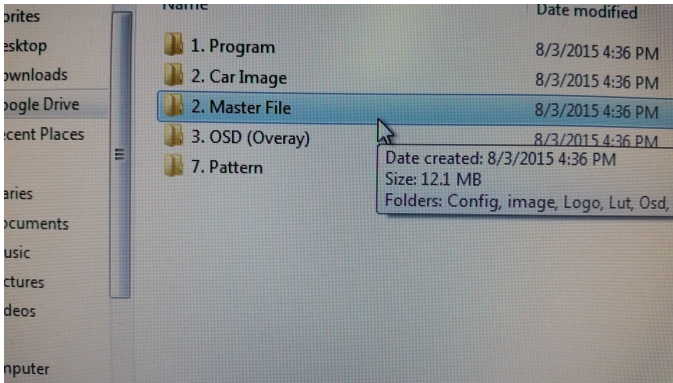 Name
Date modified
orites
esktop
ownloads
oogle Drive
ecent Places
aries
ocuments
usic
ctures
deos
mputer
1. Program
8/3/2015 4:36 PM
2. Car Image
8/3/2015 4:36 PM
2. Master File
8/3/2015 4:36 PM
3. OSD (Overay)
8/3/2015 4:36 PM
7. Pattern
Date created: 8/3/2015 4:36 PM
Size: 12.1 MB
Folders: Config, image, Logo, Lut, Osd,